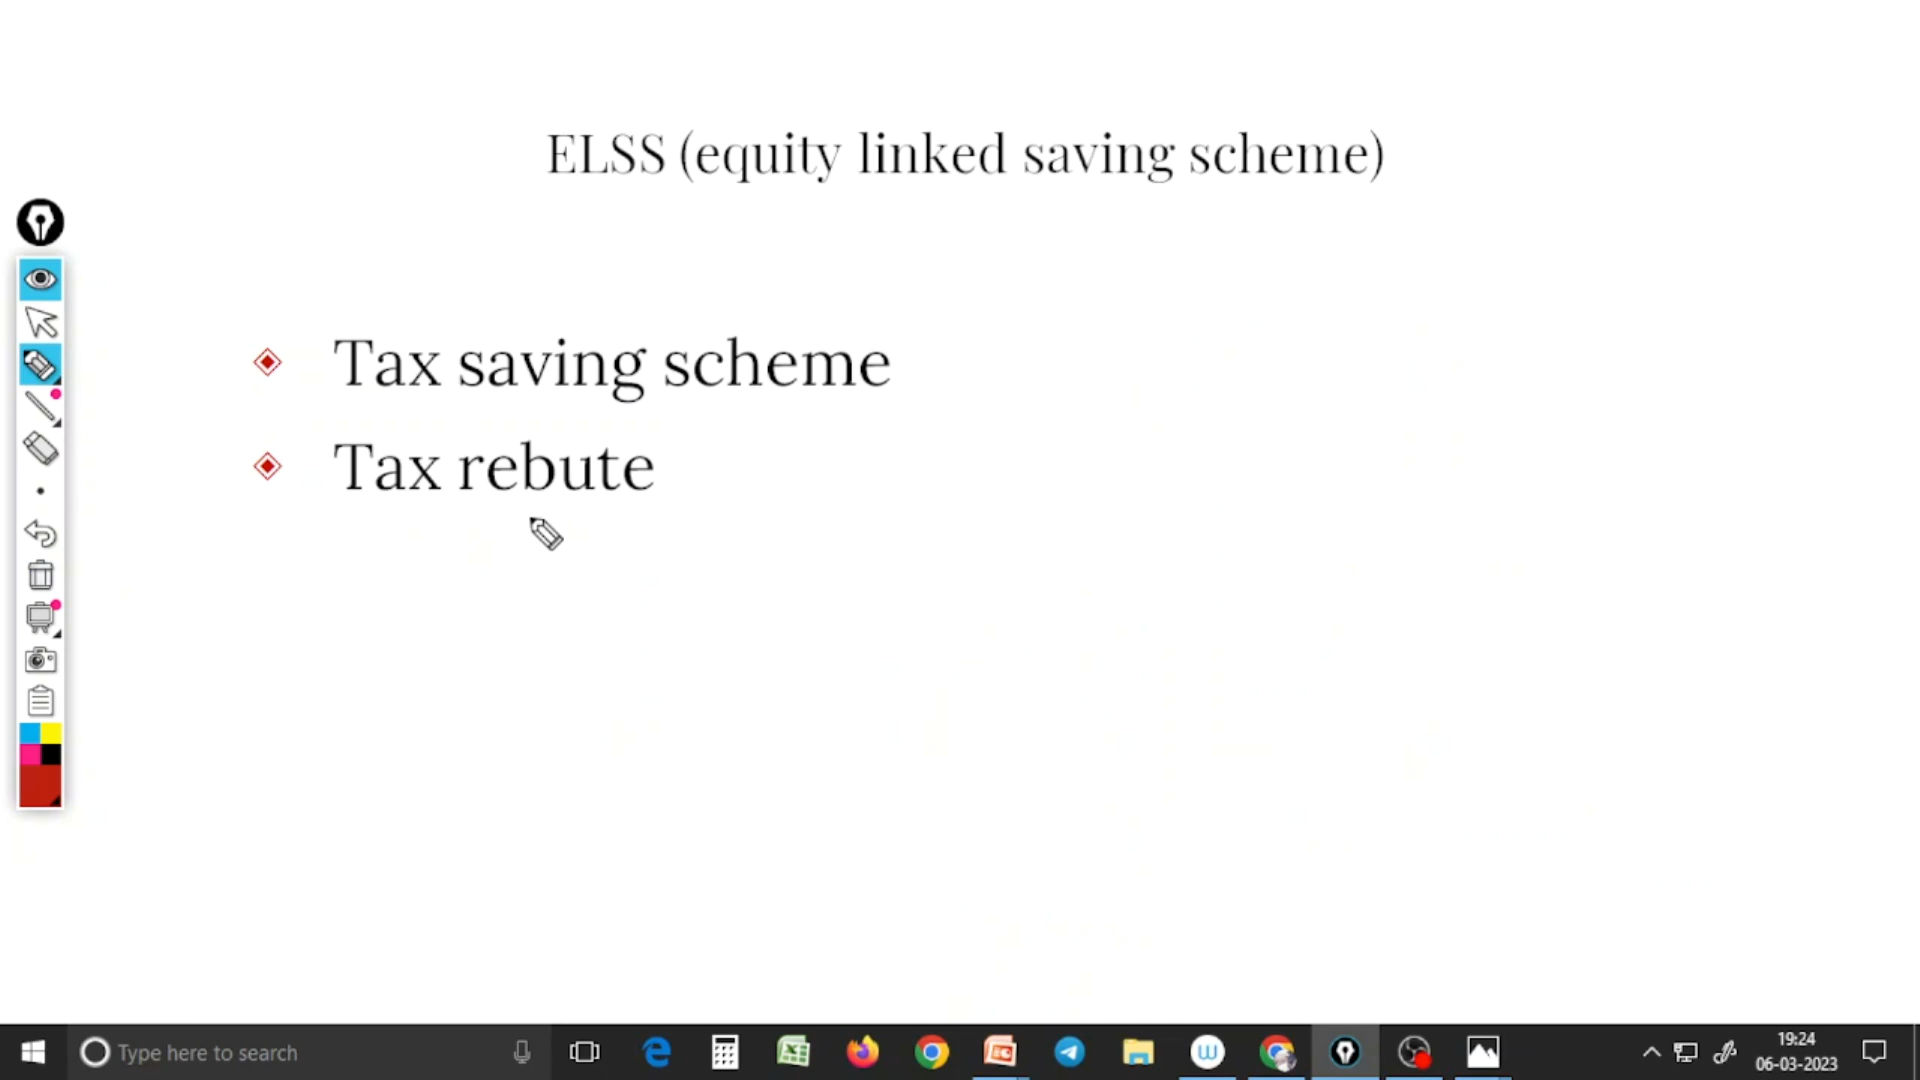 ELSS (equity linked saving scheme)
Tax saving scheme
Tax rebute
Type here to search
19:24
06-03-2023